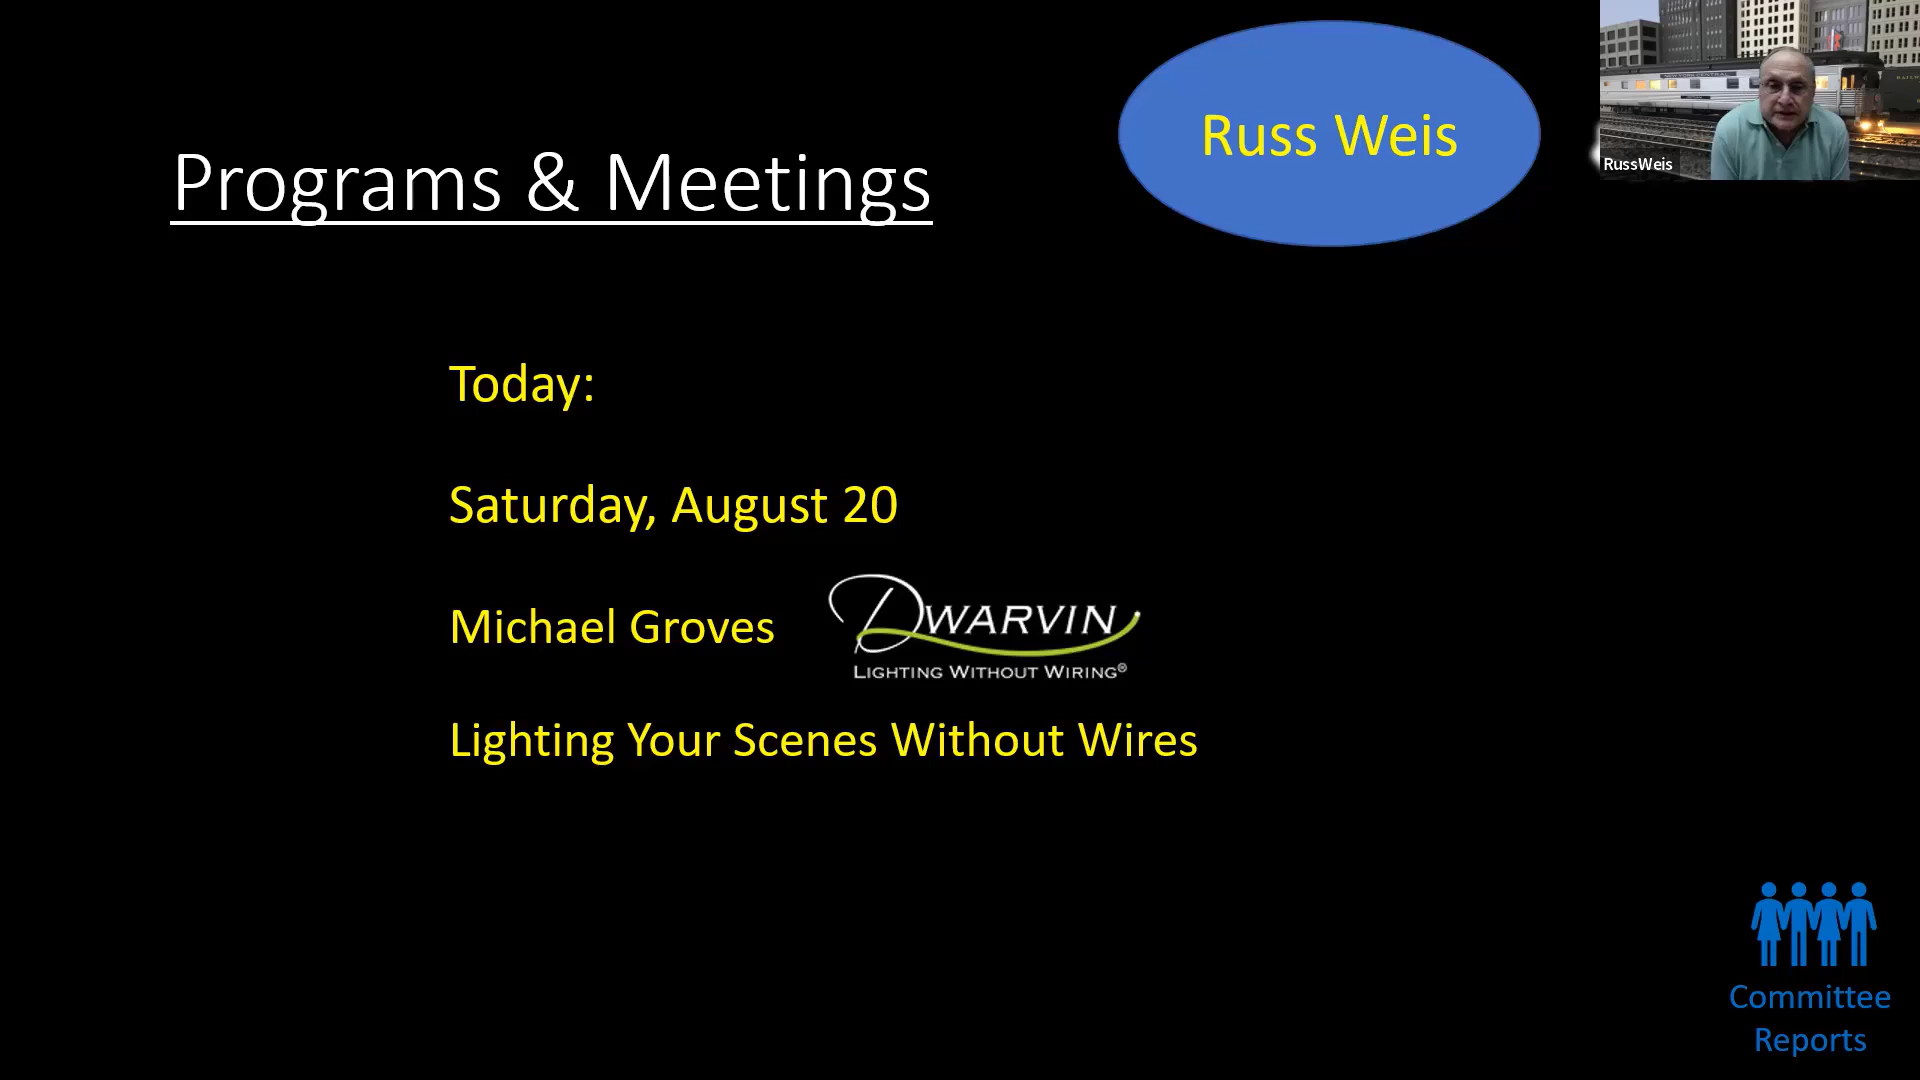 Programs & Meetings
Russ Weis
RussWeis
Today:
Saturday, August 20
Michael Groves
DWARVIN
LIGHTING WITHOUT WIRING®
Lighting Your Scenes Without Wires
Committee
Reports